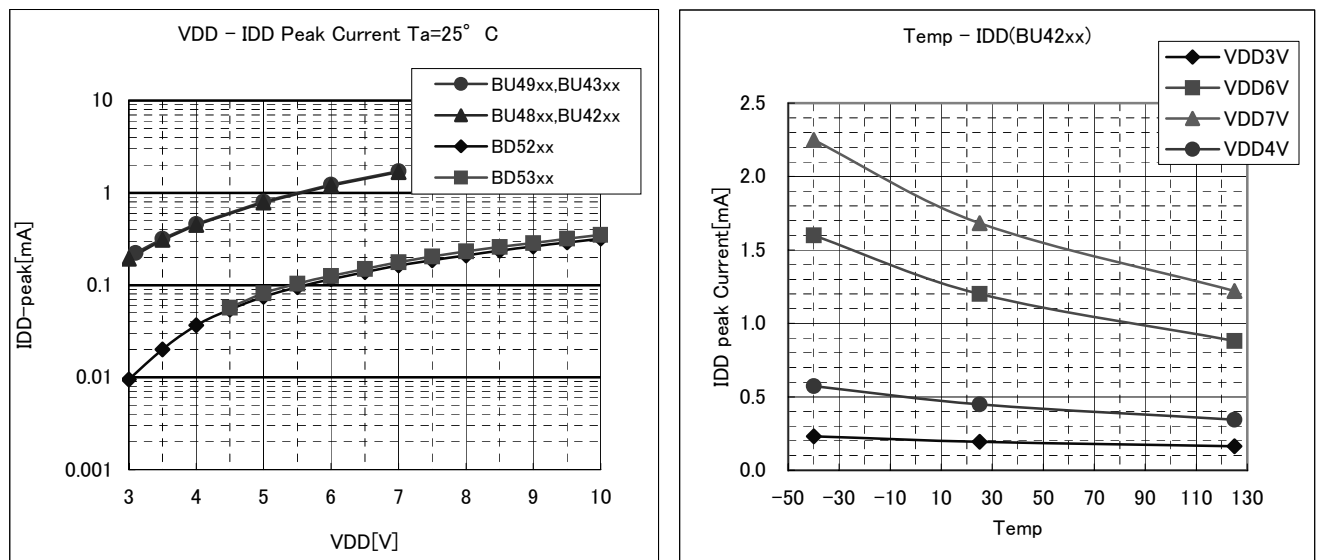 VDD - IDD Peak Current Ta=25° C
BU49xx,BU43xx
BU48xx,BU42xx
BD52xx
BD53xx
10
1
0.1
0.01
0.001
IDD-peak[mA]
3 4 5 6 7 8 9 10
VDD[V]
Temp - IDD(BU42xx)
VDD3V
VDD6V
VDD7V
VDD4V
2.5
2.0
1.5
1.0
0.5
0.0
IDD peak Current[mA]
-50 -30 -10 10 30 50 70 90 110 130
Temp